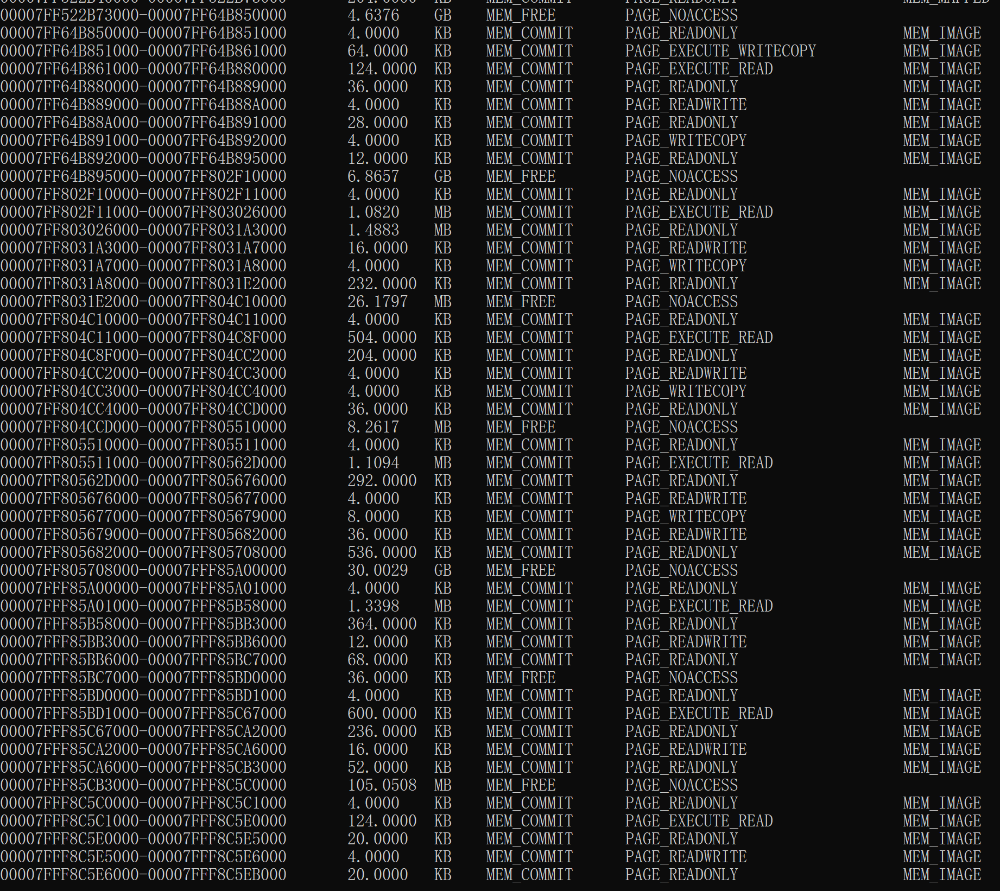 00007FF522B73000-00007FF64B850000 4.6376 GB MEM_FREE PAGE_NOACCESS
00007FF64B850000-00007FF64B851000 4.0000 KB MEM_COMMIT PAGE_READONLY MEM_IMAGE
00007FF64B851000-00007FF64B861000 64.0000 KB MEM_COMMIT PAGE_EXECUTE_WRITECOPY MEM_IMAGE
00007FF64B861000-00007FF64B880000 124.0000 KB MEM_COMMIT PAGE_EXECUTE_READ MEM_IMAGE
00007FF64B880000-00007FF64B889000 36.0000 KB MEM_COMMIT PAGE_READONLY MEM_IMAGE
00007FF64B889000-00007FF64B88A000 4.0000 KB MEM_COMMIT PAGE_READWRITE MEM_IMAGE
00007FF64B88A000-00007FF64B891000 28.0000 KB MEM_COMMIT PAGE_READONLY MEM_IMAGE
00007FF64B891000-00007FF64B892000 4.0000 KB MEM_COMMIT PAGE_WRITECOPY MEM_IMAGE
00007FF64B892000-00007FF64B895000 12.0000 KB MEM_COMMIT PAGE_READONLY MEM_IMAGE
00007FF64B895000-00007FF802F10000 6.8657 GB MEM_FREE PAGE_NOACCESS
00007FF802F10000-00007FF802F11000 4.0000 KB MEM_COMMIT PAGE_READONLY MEM_IMAGE
00007FF802F11000-00007FF803026000 1.0820 MB MEM_COMMIT PAGE_EXECUTE_READ MEM_IMAGE
00007FF803026000-00007FF8031A3000 1.4883 MB MEM_COMMIT PAGE_READONLY MEM_IMAGE
00007FF8031A3000-00007FF8031A7000 16.0000 KB MEM_COMMIT PAGE_READWRITE MEM_IMAGE
00007FF8031A7000-00007FF8031A8000 4.0000 KB MEM_COMMIT PAGE_WRITECOPY MEM_IMAGE
00007FF8031A8000-00007FF8031E2000 232.0000 KB MEM_COMMIT PAGE_READONLY MEM_IMAGE
00007FF8031E2000-00007FF804C10000 26.1797 MB MEM_FREE PAGE_NOACCESS
00007FF804C10000-00007FF804C11000 4.0000 KB MEM_COMMIT PAGE_READONLY MEM_IMAGE
00007FF804C11000-00007FF804C8F000 504.0000 KB MEM_COMMIT PAGE_EXECUTE_READ MEM_IMAGE
00007FF804C8F000-00007FF804CC2000 204.0000 KB MEM_COMMIT PAGE_READONLY MEM_IMAGE
00007FF804CC2000-00007FF804CC3000 4.0000 KB MEM_COMMIT PAGE_READWRITE MEM_IMAGE
00007FF804CC3000-00007FF804CC4000 4.0000 KB MEM_COMMIT PAGE_WRITECOPY MEM_IMAGE
00007FF804CC4000-00007FF804CCD000 36.0000 KB MEM_COMMIT PAGE_READONLY MEM_IMAGE
00007FF804CCD000-00007FF805510000 8.2617 MB MEM_FREE PAGE_NOACCESS
00007FF805510000-00007FF805511000 4.0000 KB MEM_COMMIT PAGE_READONLY MEM_IMAGE
00007FF805511000-00007FF80562D000 1.1094 MB MEM_COMMIT PAGE_EXECUTE_READ MEM_IMAGE
00007FF80562D000-00007FF805676000 292.0000 KB MEM_COMMIT PAGE_READONLY MEM_IMAGE
00007FF805676000-00007FF805677000 4.0000 KB MEM_COMMIT PAGE_READWRITE MEM_IMAGE
00007FF805677000-00007FF805679000 8.0000 KB MEM_COMMIT PAGE_WRITECOPY MEM_IMAGE
00007FF805679000-00007FF805682000 36.0000 KB MEM_COMMIT PAGE_READWRITE MEM_IMAGE
00007FF805682000-00007FF805708000 536.0000 KB MEM_COMMIT PAGE_READONLY MEM_IMAGE
00007FF805708000-00007FFF85A00000 30.0029 GB MEM_FREE PAGE_NOACCESS
00007FFF85A00000-00007FFF85A01000 4.0000 KB MEM_COMMIT PAGE_READONLY MEM_IMAGE
00007FFF85A01000-00007FFF85B58000 1.3398 MB MEM_COMMIT PAGE_EXECUTE_READ MEM_IMAGE
00007FFF85B58000-00007FFF85BB3000 364.0000 KB MEM_COMMIT PAGE_READONLY MEM_IMAGE
00007FFF85BB3000-00007FFF85BB6000 12.0000 KB MEM_COMMIT PAGE_READWRITE MEM_IMAGE
00007FFF85BB6000-00007FFF85BC7000 68.0000 KB MEM_COMMIT PAGE_READONLY MEM_IMAGE
00007FFF85BC7000-00007FFF85BD0000 36.0000 KB MEM_FREE PAGE_NOACCESS
00007FFF85BD0000-00007FFF85BD1000 4.0000 KB MEM_COMMIT PAGE_READONLY MEM_IMAGE
00007FFF85BD1000-00007FFF85C67000 600.0000 KB MEM_COMMIT PAGE_EXECUTE_READ MEM_IMAGE
00007FFF85C67000-00007FFF85CA2000 236.0000 KB MEM_COMMIT PAGE_READONLY MEM_IMAGE
00007FFF85CA2000-00007FFF85CA6000 16.0000 KB MEM_COMMIT PAGE_READWRITE MEM_IMAGE
00007FFF85CA6000-00007FFF85CB3000 52.0000 KB MEM_COMMIT PAGE_READONLY MEM_IMAGE
00007FFF85CB3000-00007FFF8C5C0000 105.0508 MB MEM_FREE PAGE_NOACCESS
00007FFF8C5C0000-00007FFF8C5C1000 4.0000 KB MEM_COMMIT PAGE_READONLY MEM_IMAGE
00007FFF8C5C1000-00007FFF8C5E0000 124.0000 KB MEM_COMMIT PAGE_EXECUTE_READ MEM_IMAGE
00007FFF8C5E0000-00007FFF8C5E5000 20.0000 KB MEM_COMMIT PAGE_READONLY MEM_IMAGE
00007FFF8C5E5000-00007FFF8C5E6000 4.0000 KB MEM_COMMIT PAGE_READWRITE MEM_IMAGE
00007FFF8C5E6000-00007FFF8C5EB000 20.0000 KB MEM_COMMIT PAGE_READONLY MEM_IMAGE